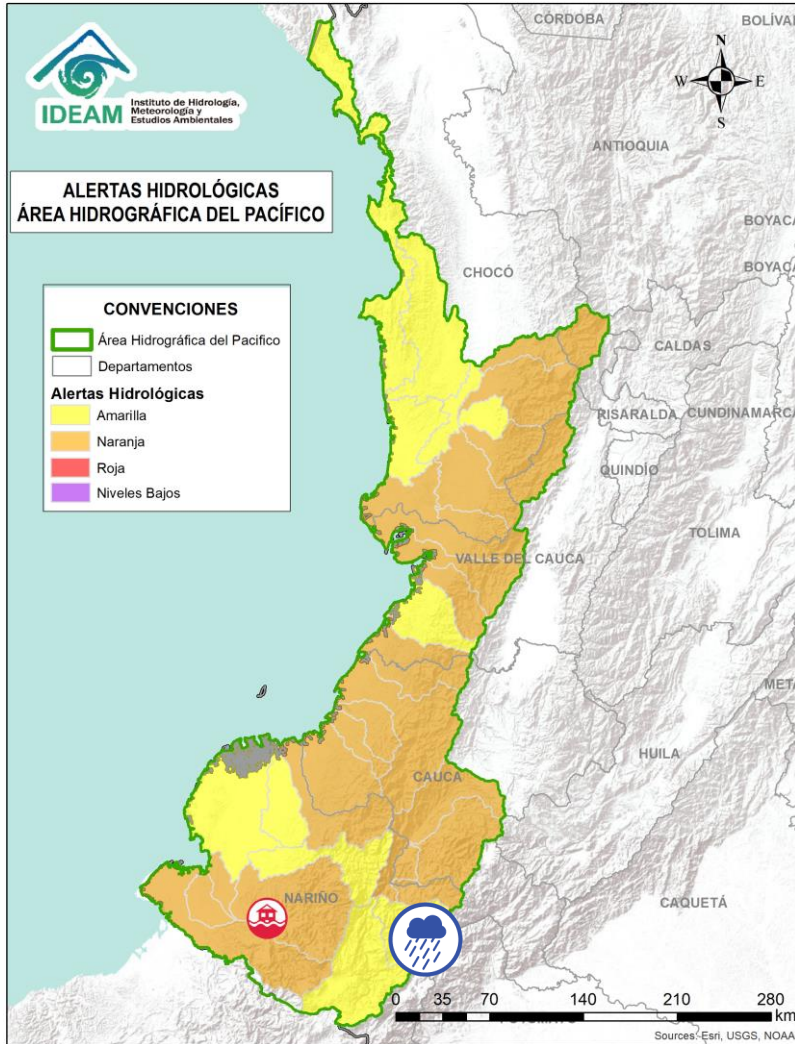 IDEAM
Instituto de Hidrología,
Meteorología y
Estudios Ambientales
ALERTAS HIDROLÓGICAS
ÁREA HIDROGRÁFICA DEL PACÍFICO
CONVENCIONES
Área Hidrográfica del Pacifico
Departamentos
Alertas Hidrológicas
Amarilla
Naranja
Roja
Niveles Bajos
N
W E
S
CÓRDOBA
BOLÍVA
ANTIOQUIA
BOYACA
CHOCÓ
BOYACA
CALDAS
RISARALDA
CUNDINAMARCA
QUINDÍO
TOLIMA
VALLE DEL CAUCA
META
HUILA
CAUCA
NARIÑO
CAQUETÁ
0 35 70 140 210 280
km
Sources: Esri, USGS, NOAA